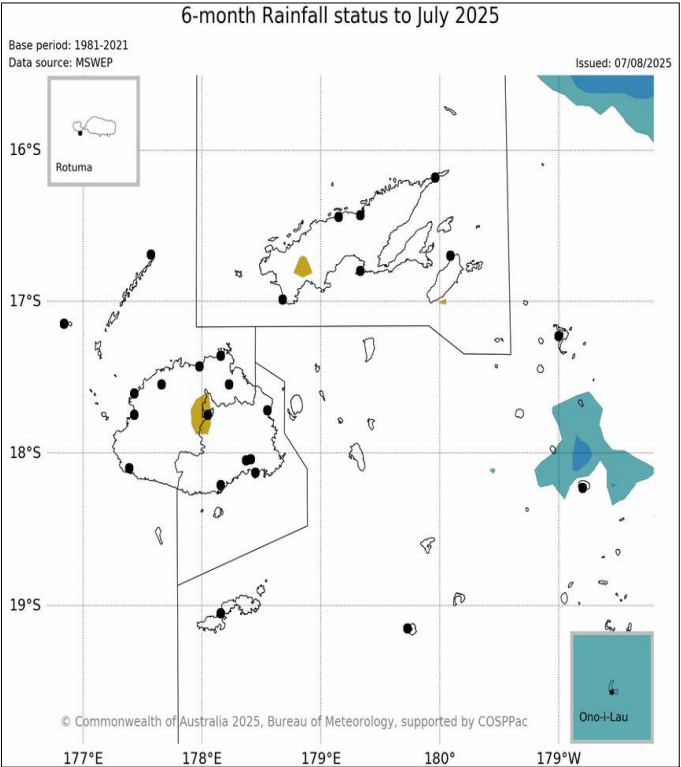 6-month Rainfall status to July 2025
Base period: 1981-2021
Data source: MSWEP
Issued: 07/08/2025
Rotuma
16°S
17°S
18°S
19°S
Ono-i-Lau
© Commonwealth of Australia 2025, Bureau of Meteorology, supported by COSPPac
177°E 178°E 179°E 180° 179°W